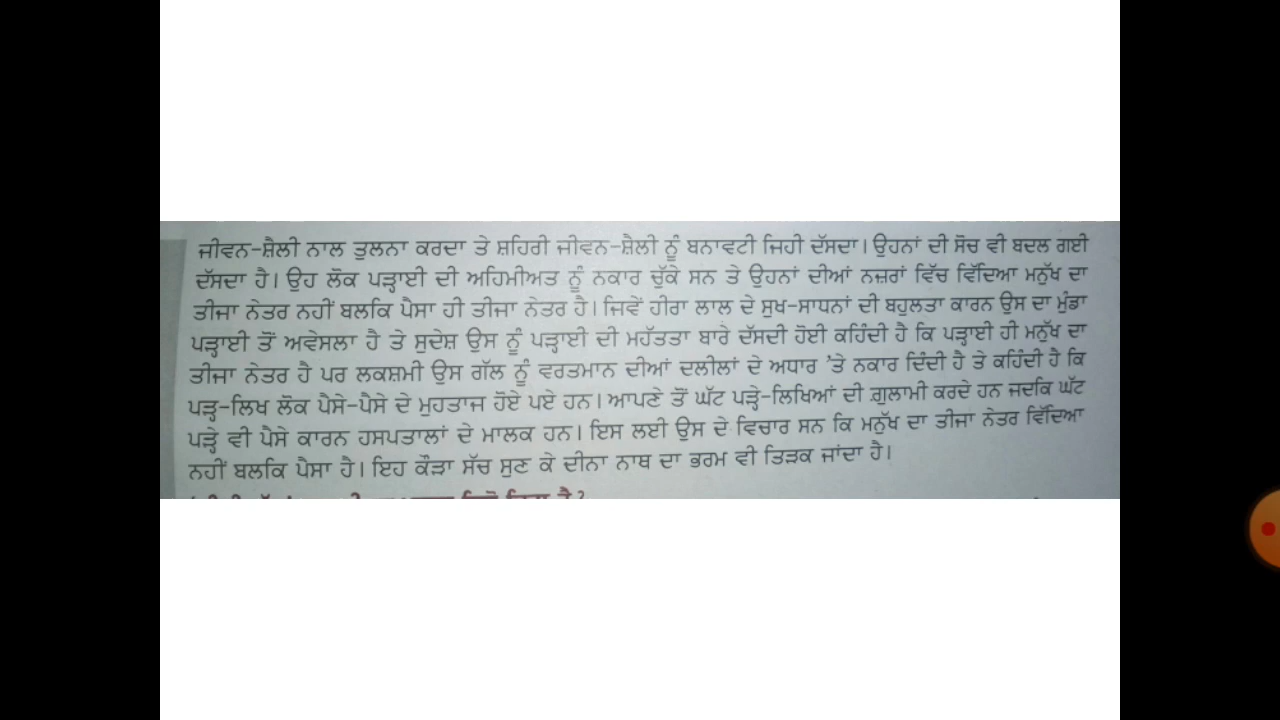 ਜੀਵਨ-ਸ਼ੈਲੀ ਨਾਲ ਤੁਲਨਾ ਕਰਦਾ ਤੇ ਸ਼ਹਿਰੀ ਜੀਵਨ-ਸ਼ੈਲੀ ਨੂੰ ਬਨਾਵਟੀ ਜਿਹੀ ਦੱਸਦਾ। ਉਹਨਾਂ ਦੀ ਸੋਚ ਵੀ ਬਦਲ ਗਈ
ਦੱਸਦਾ ਹੈ। ਉਹ ਲੋਕ ਪੜ੍ਹਾਈ ਦੀ ਅਹਿਮੀਅਤ ਨੂੰ ਨਕਾਰ ਚੁੱਕੇ ਸਨ ਤੇ ਉਹਨਾਂ ਦੀਆਂ ਨਜ਼ਰਾਂ ਵਿੱਚ ਵਿੱਦਿਆ ਮਨੁੱਖ ਦਾ
ਤੀਜਾ ਨੇਤਰ ਨਹੀਂ ਬਲਕਿ ਪੈਸਾ ਹੀ ਤੀਜਾ ਨੇਤਰ ਹੈ। ਜਿਵੇਂ ਹੀਰਾ ਲਾਲ ਦੇ ਸੁਖ-ਸਾਧਨਾਂ ਦੀ ਬਹੁਲਤਾ ਕਾਰਨ ਉਸ ਦਾ ਮੁੰਡਾ
ਪੜ੍ਹਾਈ ਤੋਂ ਅਵੇਸਲਾ ਹੈ ਤੇ ਸੁਦੇਸ਼ ਉਸ ਨੂੰ ਪੜ੍ਹਾਈ ਦੀ ਮਹੱਤਤਾ ਬਾਰੇ ਦੱਸਦੀ ਹੋਈ ਕਹਿੰਦੀ ਹੈ ਕਿ ਪੜ੍ਹਾਈ ਹੀ ਮਨੁੱਖ ਦਾ
ਤੀਜਾ ਨੇਤਰ ਹੈ ਪਰ ਲਕਸ਼ਮੀ ਉਸ ਗੱਲ ਨੂੰ ਵਰਤਮਾਨ ਦੀਆਂ ਦਲੀਲਾਂ ਦੇ ਅਧਾਰ 'ਤੇ ਨਕਾਰ ਦਿੰਦੀ ਹੈ ਤੇ ਕਹਿੰਦੀ ਹੈ ਕਿ
ਪੜ੍ਹ-ਲਿਖ ਲੋਕ ਪੈਸੇ-ਪੈਸੇ ਦੇ ਮੁਹਤਾਜ ਹੋਏ ਪਏ ਹਨ। ਆਪਣੇ ਤੋਂ ਘੱਟ ਪੜ੍ਹੇ-ਲਿਖਿਆਂ ਦੀ ਗ਼ੁਲਾਮੀ ਕਰਦੇ ਹਨ ਜਦਕਿ ਘੱਟ
ਪੜ੍ਹੇ ਵੀ ਪੈਸੇ ਕਾਰਨ ਹਸਪਤਾਲਾਂ ਦੇ ਮਾਲਕ ਹਨ। ਇਸ ਲਈ ਉਸ ਦੇ ਵਿਚਾਰ ਸਨ ਕਿ ਮਨੁੱਖ ਦਾ ਤੀਜਾ ਨੇਤਰ ਵਿੱਦਿਆ
ਨਹੀਂ ਬਲਕਿ ਪੈਸਾ ਹੈ। ਇਹ ਕੌੜਾ ਸੱਚ ਸੁਣ ਕੇ ਦੀਨਾ ਨਾਥ ਦਾ ਭਰਮ ਵੀ ਤਿੜਕ ਜਾਂਦਾ ਹੈ।